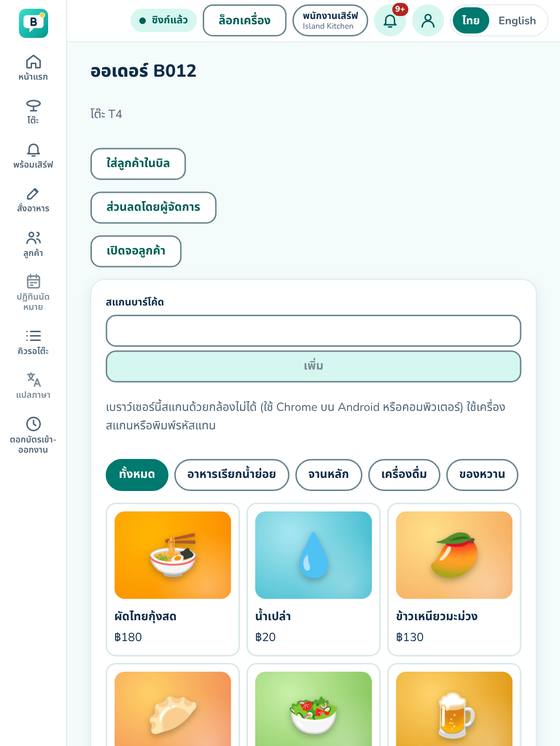 B
ซิงก์แล้ว
ล็อกเครื่อง
พนักงานเสิร์ฟ
Island Kitchen
9+
ไทย
English
หน้าแรก
โต๊ะ
พร้อมเสิร์ฟ
สั่งอาหาร
ลูกค้า
ปฏิทินนัด
หมาย
คิวรอโต๊ะ
แปลภาษา
ตอกบัตรเข้า-
ออกงาน
ออเดอร์ B012
โต๊ะ T4
ใส่ลูกค้าในบิล
ส่วนลดโดยผู้จัดการ
เปิดจอลูกค้า
สแกนบาร์โค้ด
เพิ่ม
เบราว์เซอร์นี้สแกนด้วยกล้องไม่ได้ (ใช้ Chrome บน Android หรือคอมพิวเตอร์) ใช้เครื่อง
สแกนหรือพิมพ์รหัสแทน
ทั้งหมด
อาหารเรียกน้ำย่อย
จานหลัก
เครื่องดื่ม
ของหวาน
ผัดไทยกุ้งสด
฿180
น้ำเปล่า
฿20
ข้าวเหนียวมะม่วง
฿130